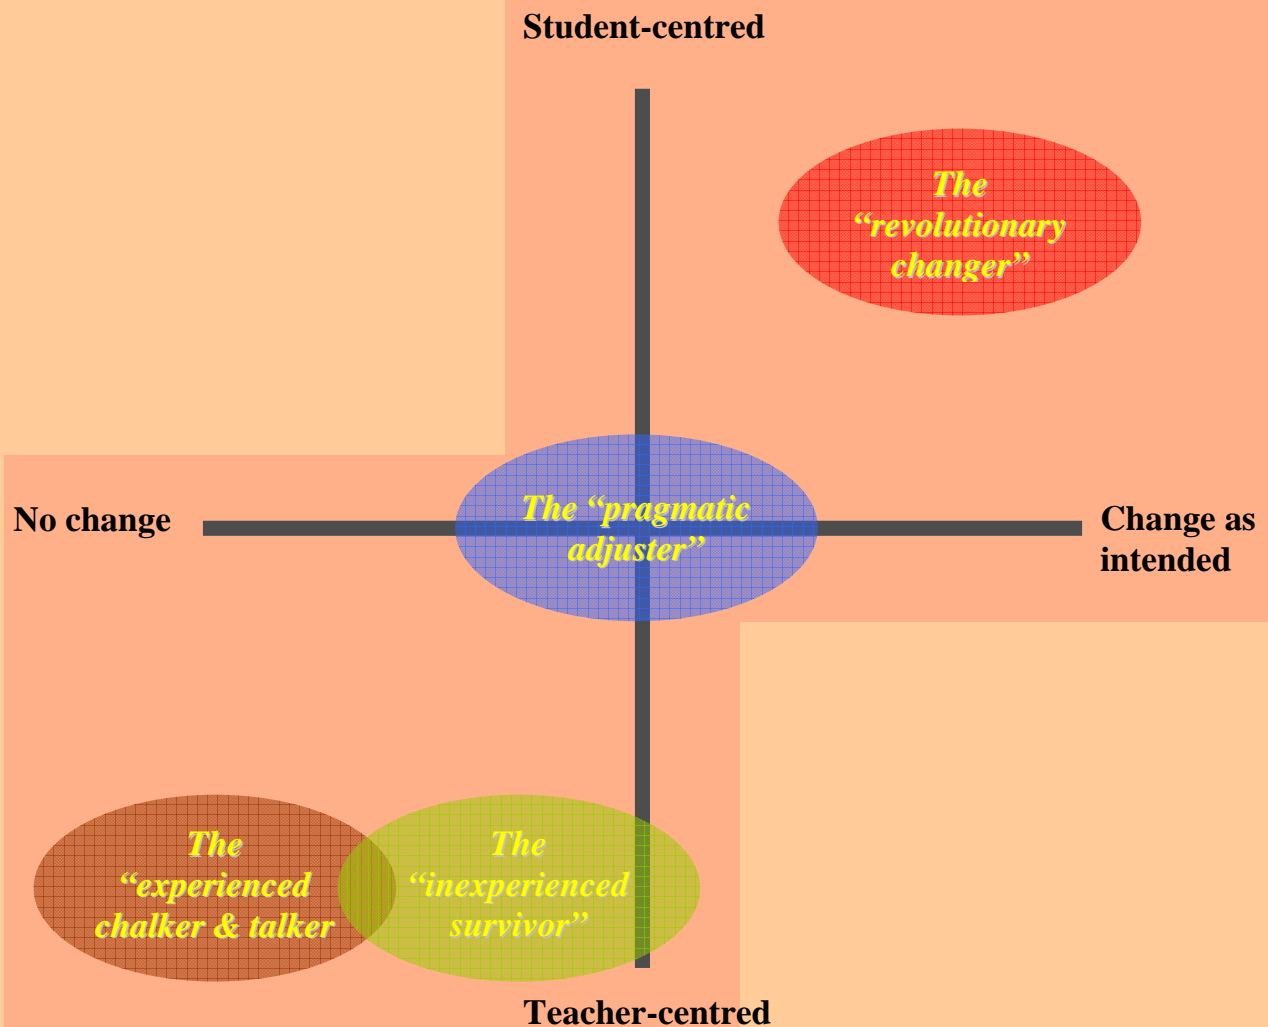 Student-centred
The
“revolutionary
changer”
The “pragmatic
adjuster”
No change
Change as
intended
The
“experienced
chalker & talker
The
“inexperienced
survivor”
Teacher-centred